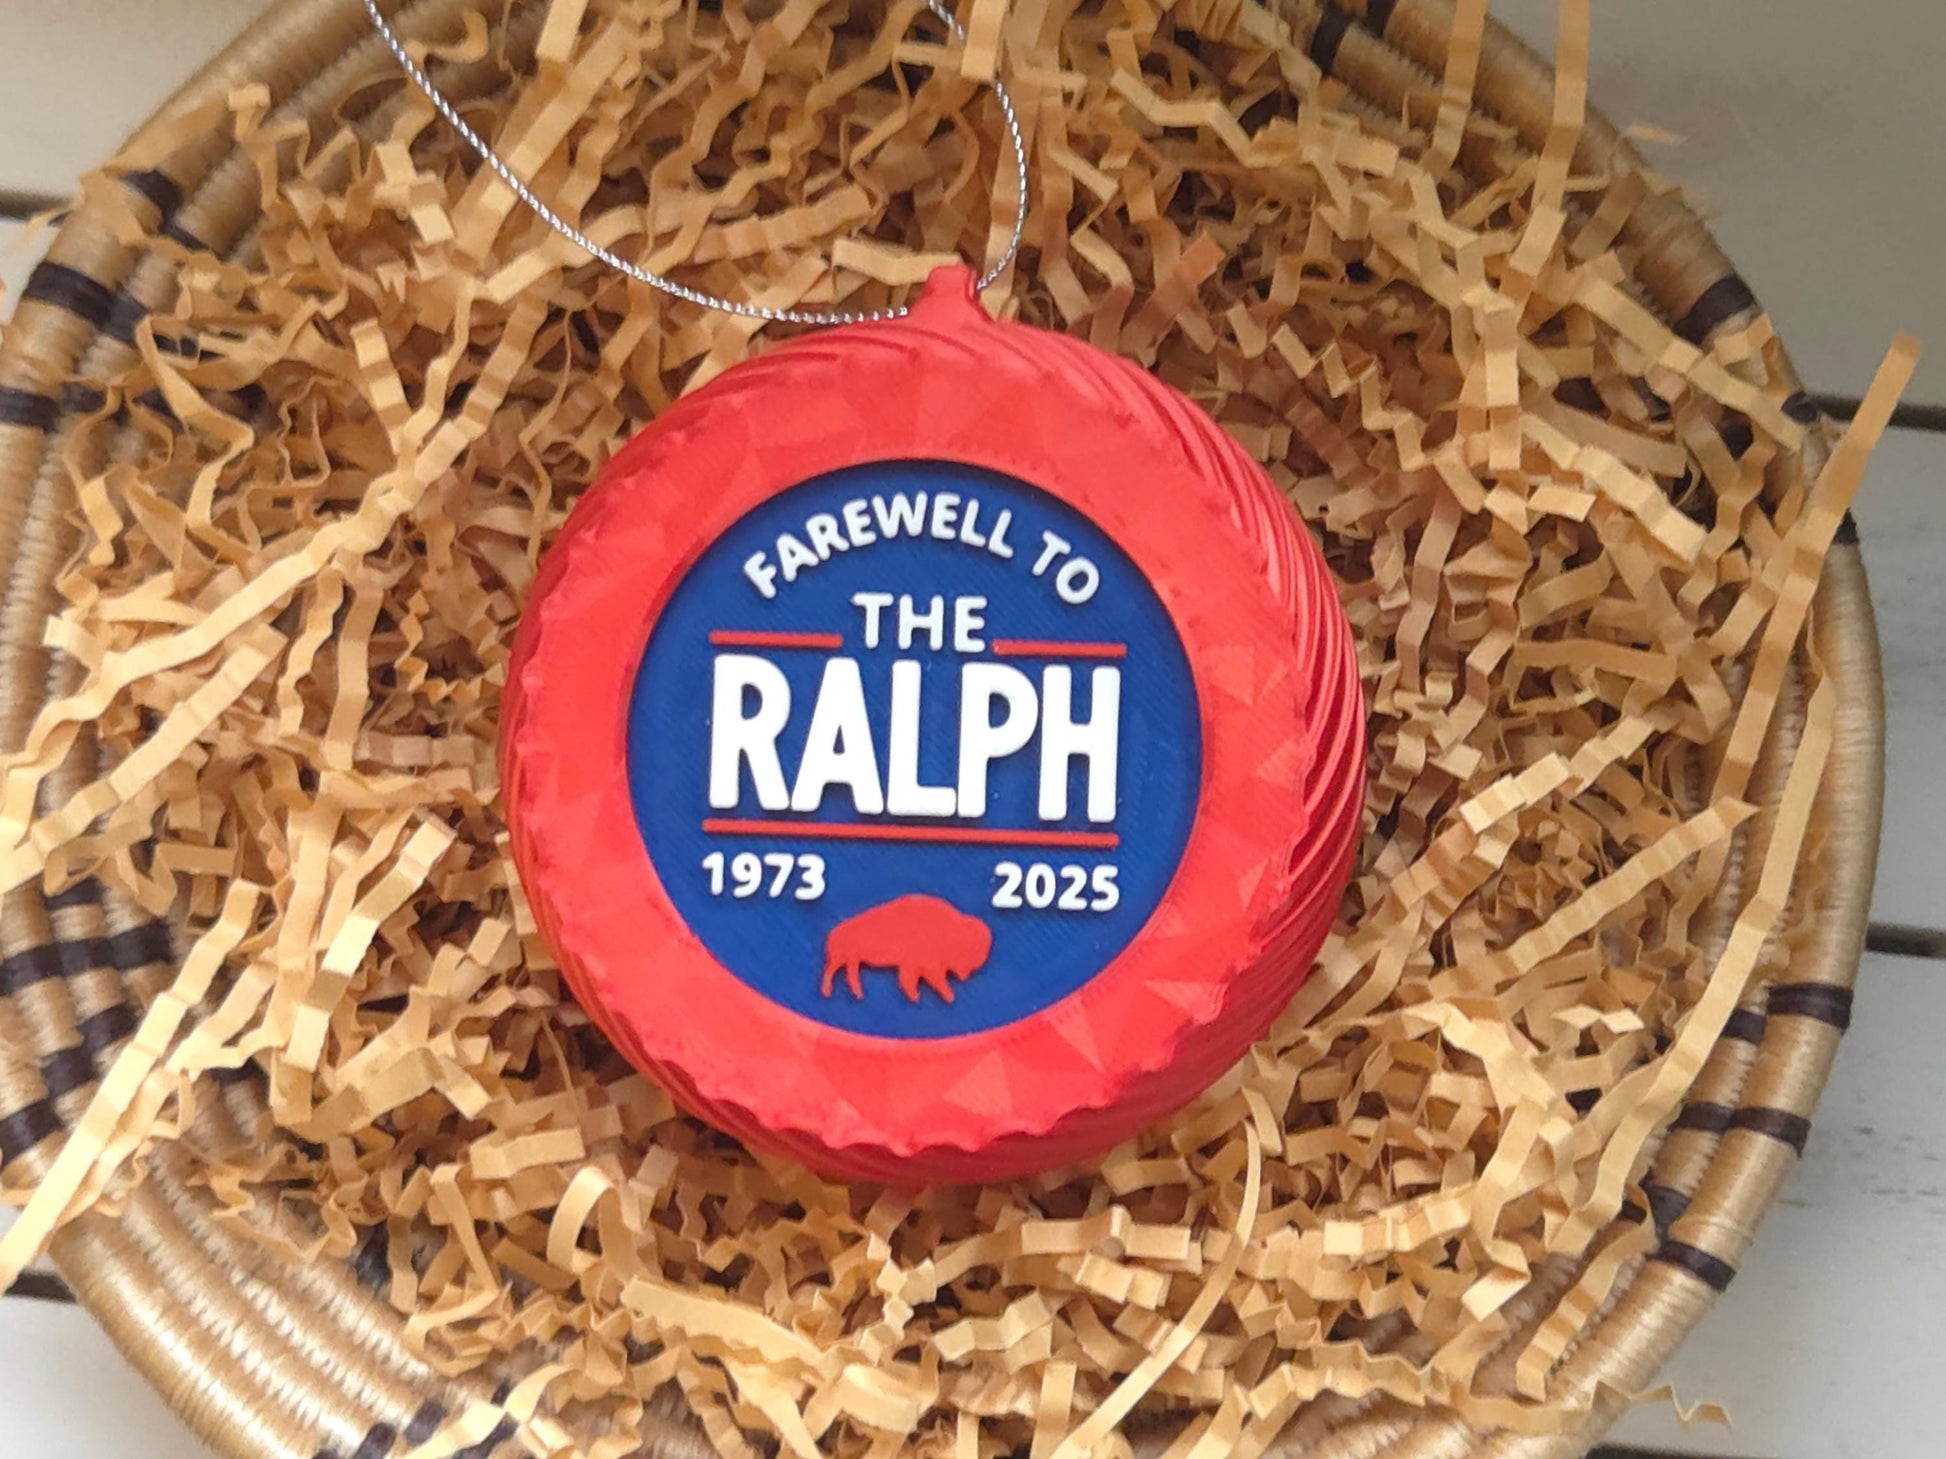 FAREWELL TO
THE
RALPH
1973 2025